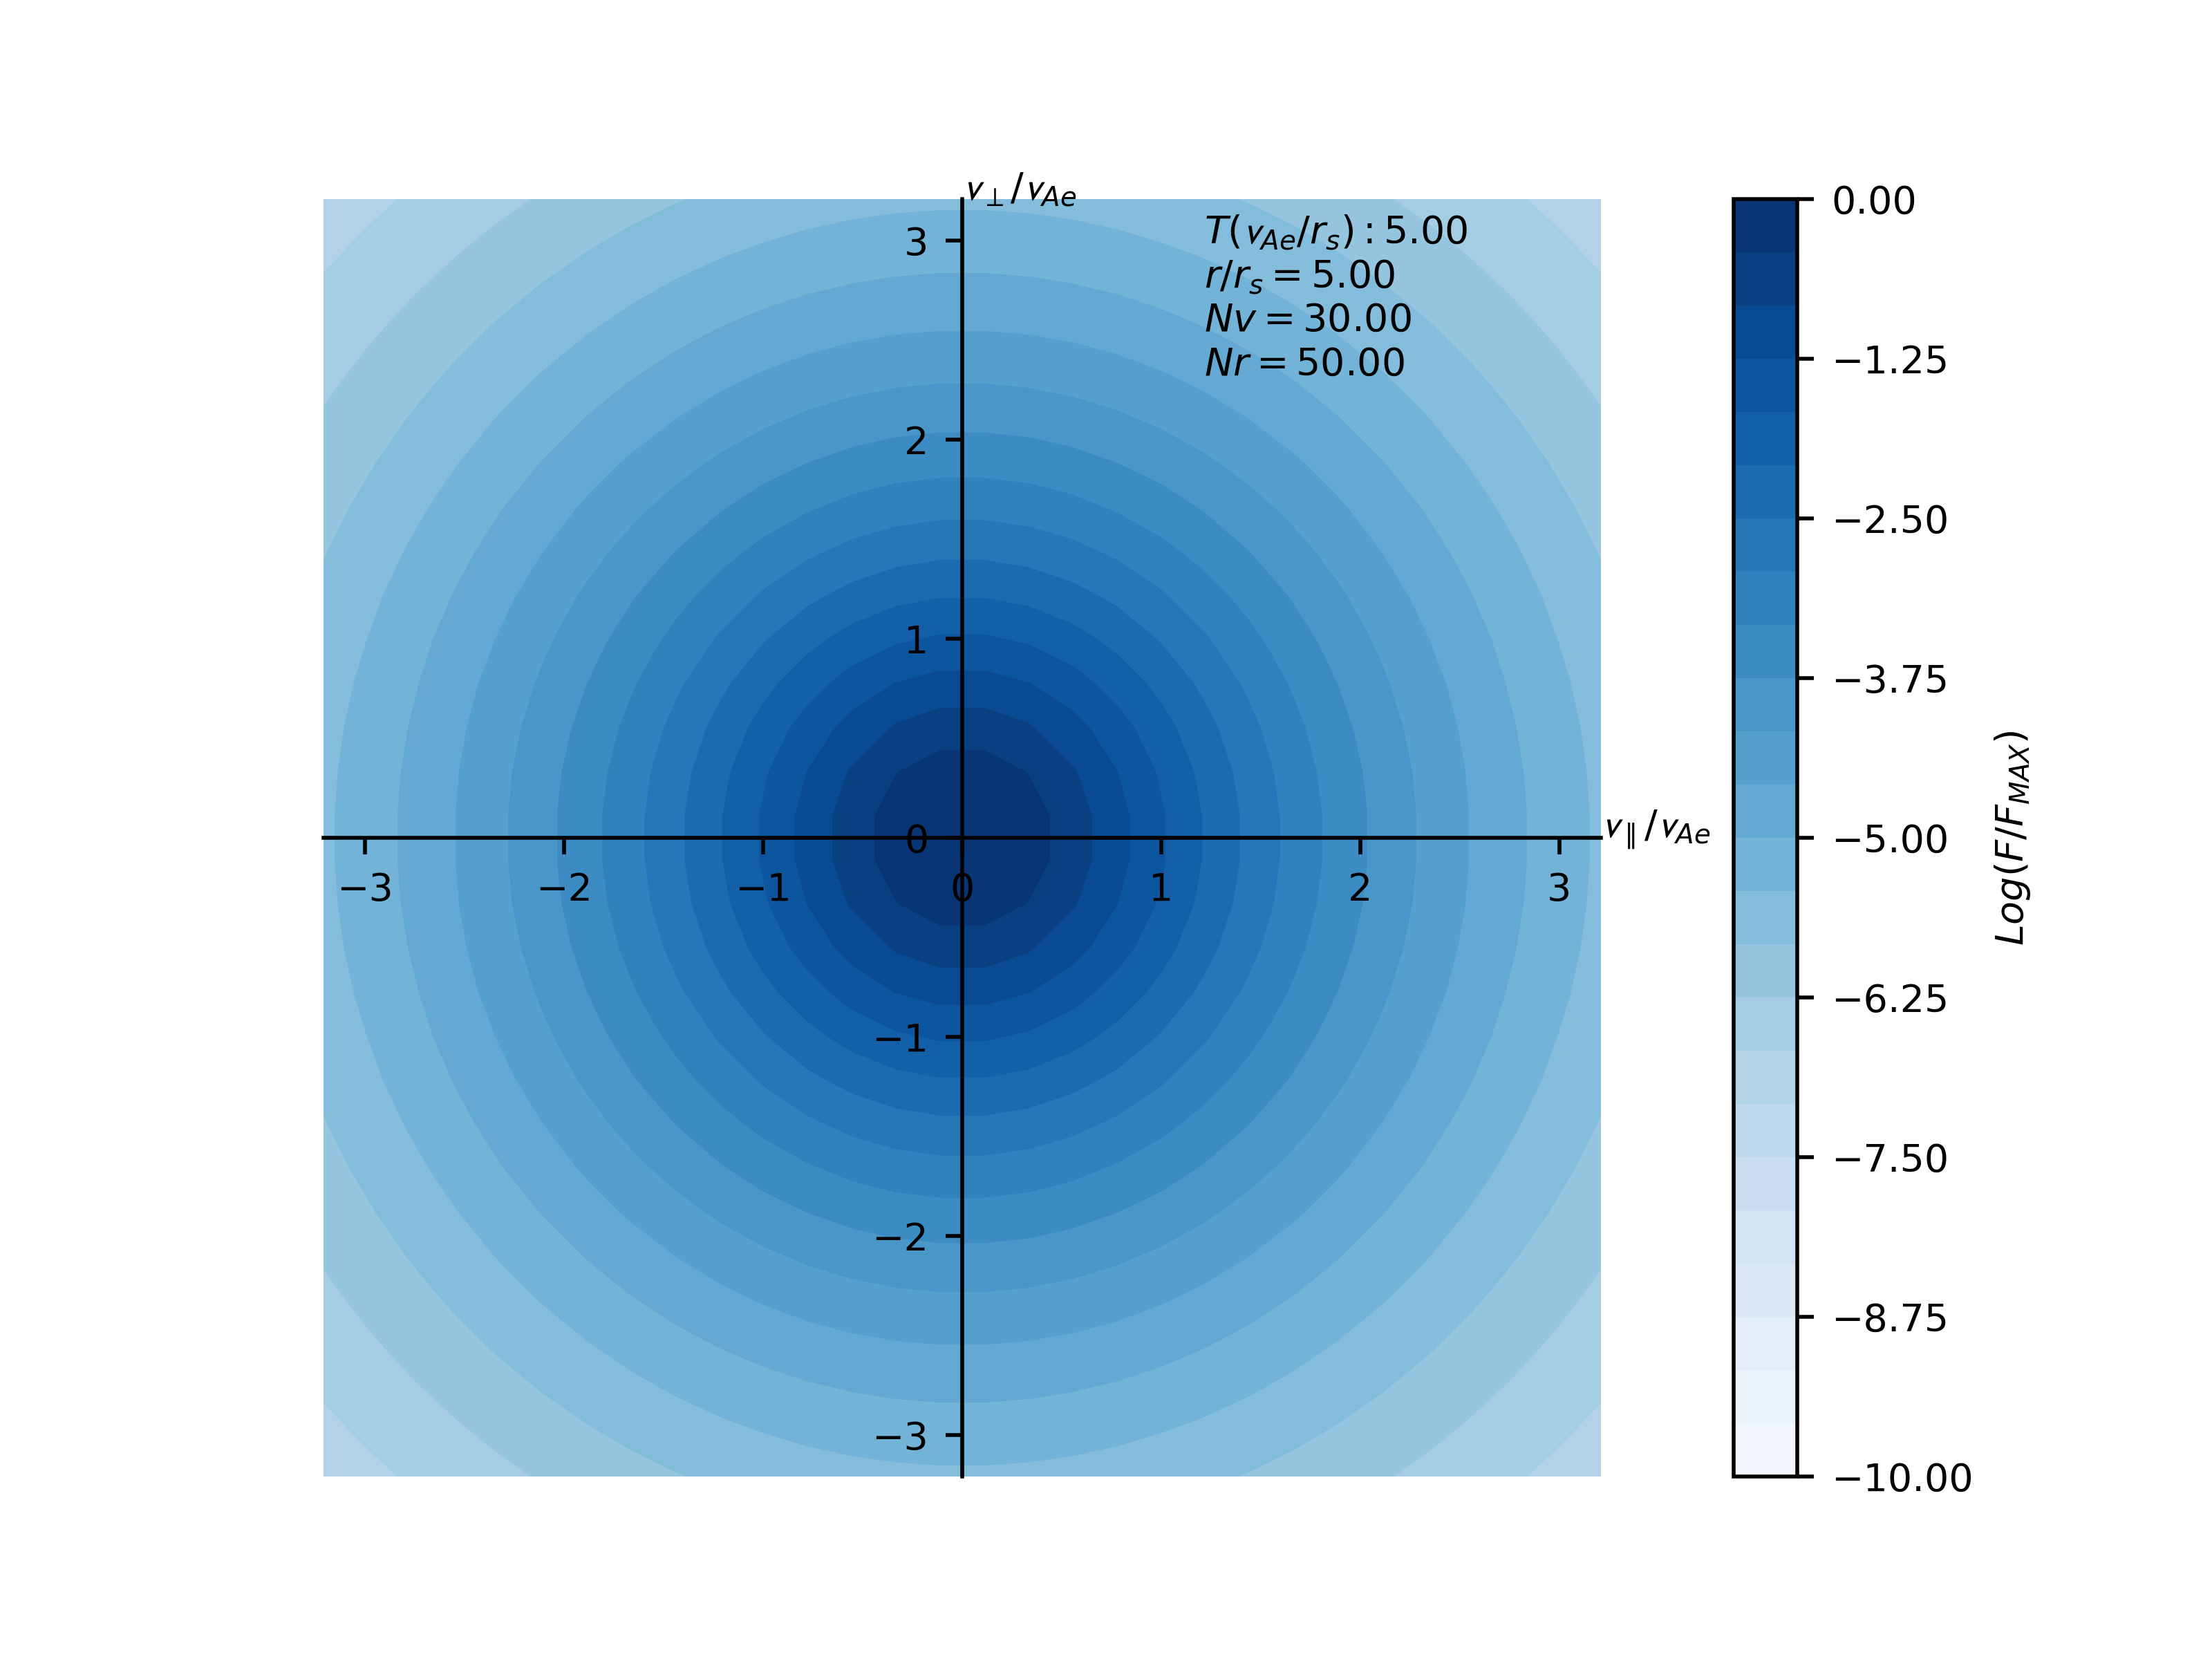 v⊥/vAe
T(vAe/rs) : 5.00
r/rs = 5.00
Nv = 30.00
Nr = 50.00
3
2
1
0
−1
−2
−3
−3 −2 −1 0 1 2 3
v∥/vAe
0.00
−1.25
−2.50
−3.75
−5.00
−6.25
−7.50
−8.75
−10.00
Log(F/FMAX)